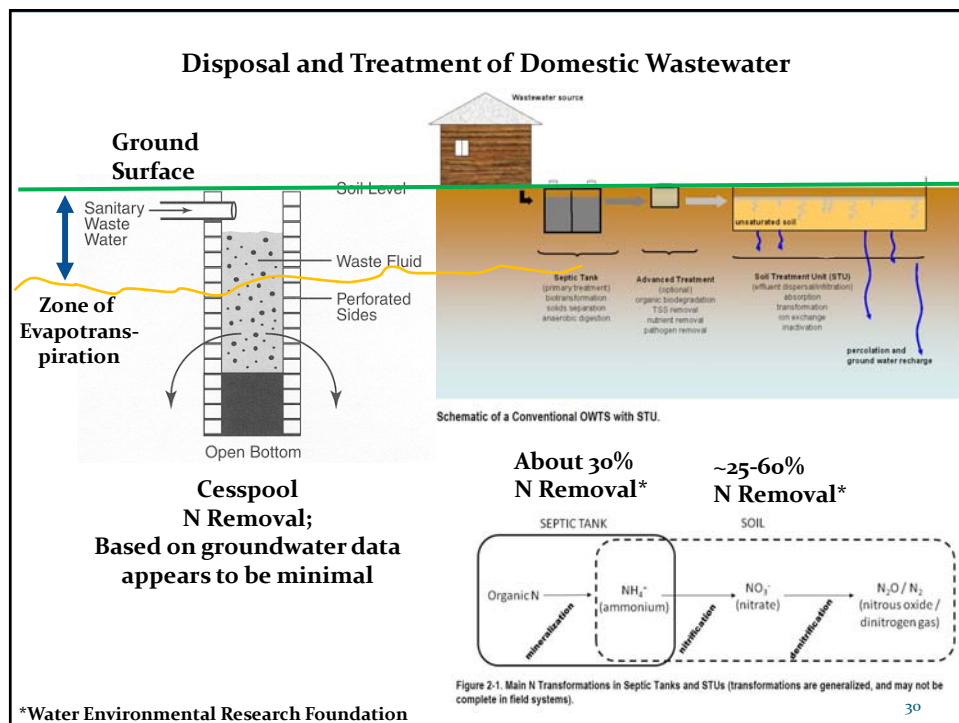 Disposal and Treatment of Domestic Wastewater
Wastewater source
Ground
Surface
Soil Level
Sanitary
Waste
Water
Waste Fluid
Perforated
Sides
Open Bottom
Zone of
Evapotrans-
piration
unsaturated soil
Septic Tank
(primary treatment)
biotransformation
solids separation
anaerobic digestion
Advanced Treatment
(optional)
organic biodegradation
TSS removal
nutrient removal
pathogen removal
Soil Treatment Unit (STU)
(effluent dispersal/infiltration)
absorption
transformation
ion exchange
inactivation
percolation and
ground water recharge
Schematic of a Conventional OWTS with STU.
Cesspool
N Removal;
Based on groundwater data
appears to be minimal
About 30%
N Removal*
~25-60%
N Removal*
SEPTIC TANK
SOIL
Organic N
mineralization
NH₄⁺
(ammonium)
nitrification
NO₃⁻
(nitrate)
denitrification
N₂O / N₂
(nitrous oxide /
dinitrogen gas)
Figure 2-1. Main N Transformations in Septic Tanks and STUs (transformations are generalized, and may not be
complete in field systems).
*Water Environmental Research Foundation
30